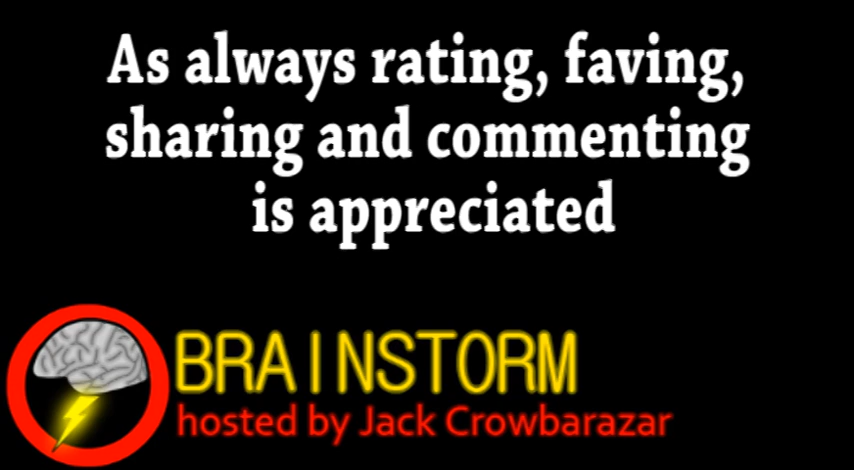 As always rating, faving,
sharing and commenting
is appreciated
BRAINSTORM
hosted by Jack Crowbarazar